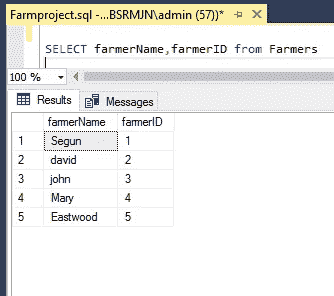 Farmproject.sql -...BSRMJN\admin (57))*
SELECT farmerName,farmerID from Farmers
100 %
Results Messages
farmerName farmerID
1 Segun 1
2 david 2
3 john 3
4 Mary 4
5 Eastwood 5